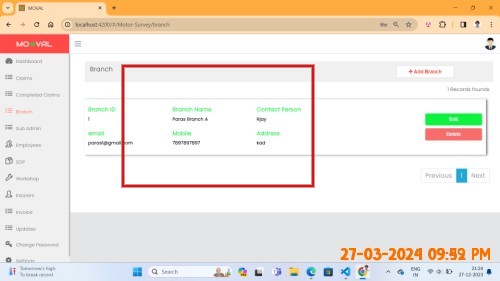 MOVAL
localhost:4200/#/Motor-Survey/branch
MOVAL
Dashboard
Claims
Completed Claims
Branch
Sub Admin
Employees
SOP
Workshop
Insurers
Invoice
Updates
Change Password
Settings
Branch
+ Add Branch
1 Records founds
Branch ID
Branch Name
Contact Person
1
Paras Branch A
Rjay
Edit
email
Mobile
Address
Delete
paras1@gmail.com
7897897897
kad
Previous
1
Next
27-03-2024 09:52 PM
Tomorrow's high
To break record
Search
ENG
IN
21:24
27-12-2023